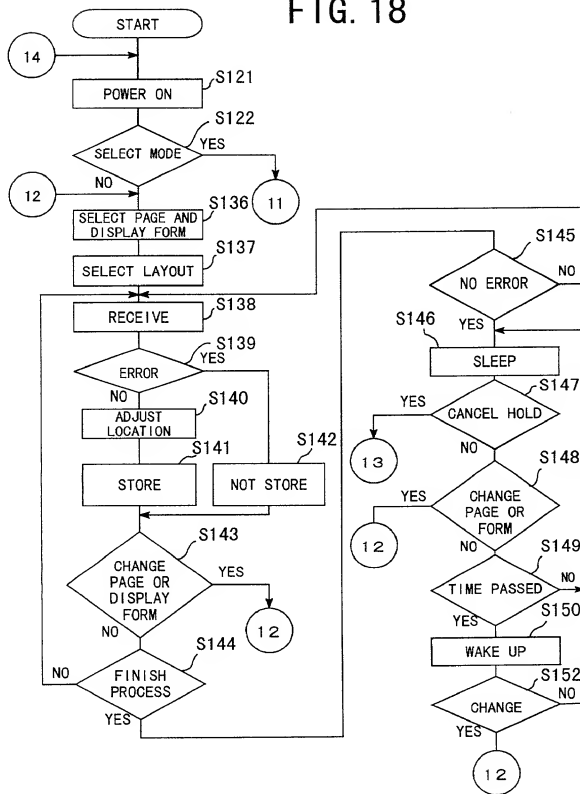 FIG. 18
START
14
S121
POWER ON
S122
SELECT MODE
YES
NO
11
12
S136
SELECT PAGE AND
DISPLAY FORM
S137
SELECT LAYOUT
S138
RECEIVE
S139
ERROR
YES
NO
S140
ADJUST
LOCATION
S141
STORE
S142
NOT STORE
S143
CHANGE
PAGE OR
DISPLAY
FORM
YES
12
NO
S144
FINISH
PROCESS
NO
YES
S145
NO ERROR
NO
YES
S146
SLEEP
S147
CANCEL HOLD
YES
13
NO
S148
CHANGE
PAGE OR
FORM
YES
12
NO
S149
TIME PASSED
NO
YES
S150
WAKE UP
S152
CHANGE
NO
YES
12